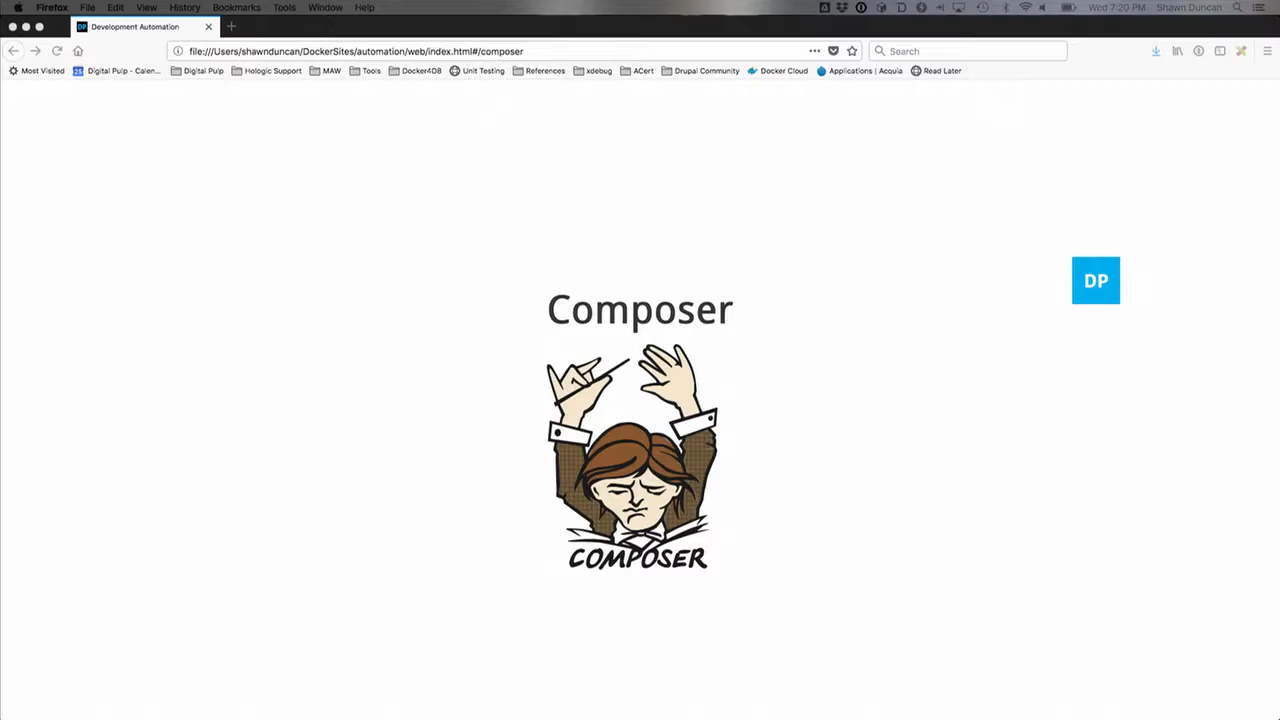 Firefox File Edit View History Bookmarks Tools Window Help Wed 7:20 PM Shawn Duncan
DP Development Automation
file:///Users/shawnduncan/DockerSites/automation/web/index.html#/composer Search
Most Visited 25 Digital Pulp - Calen... Digital Pulp Hologic Support MAW Tools Docker4D8 Unit Testing References xdebug ACert Drupal Community Docker Cloud Applications | Acquia Read Later
DP
Composer
COMPOSER